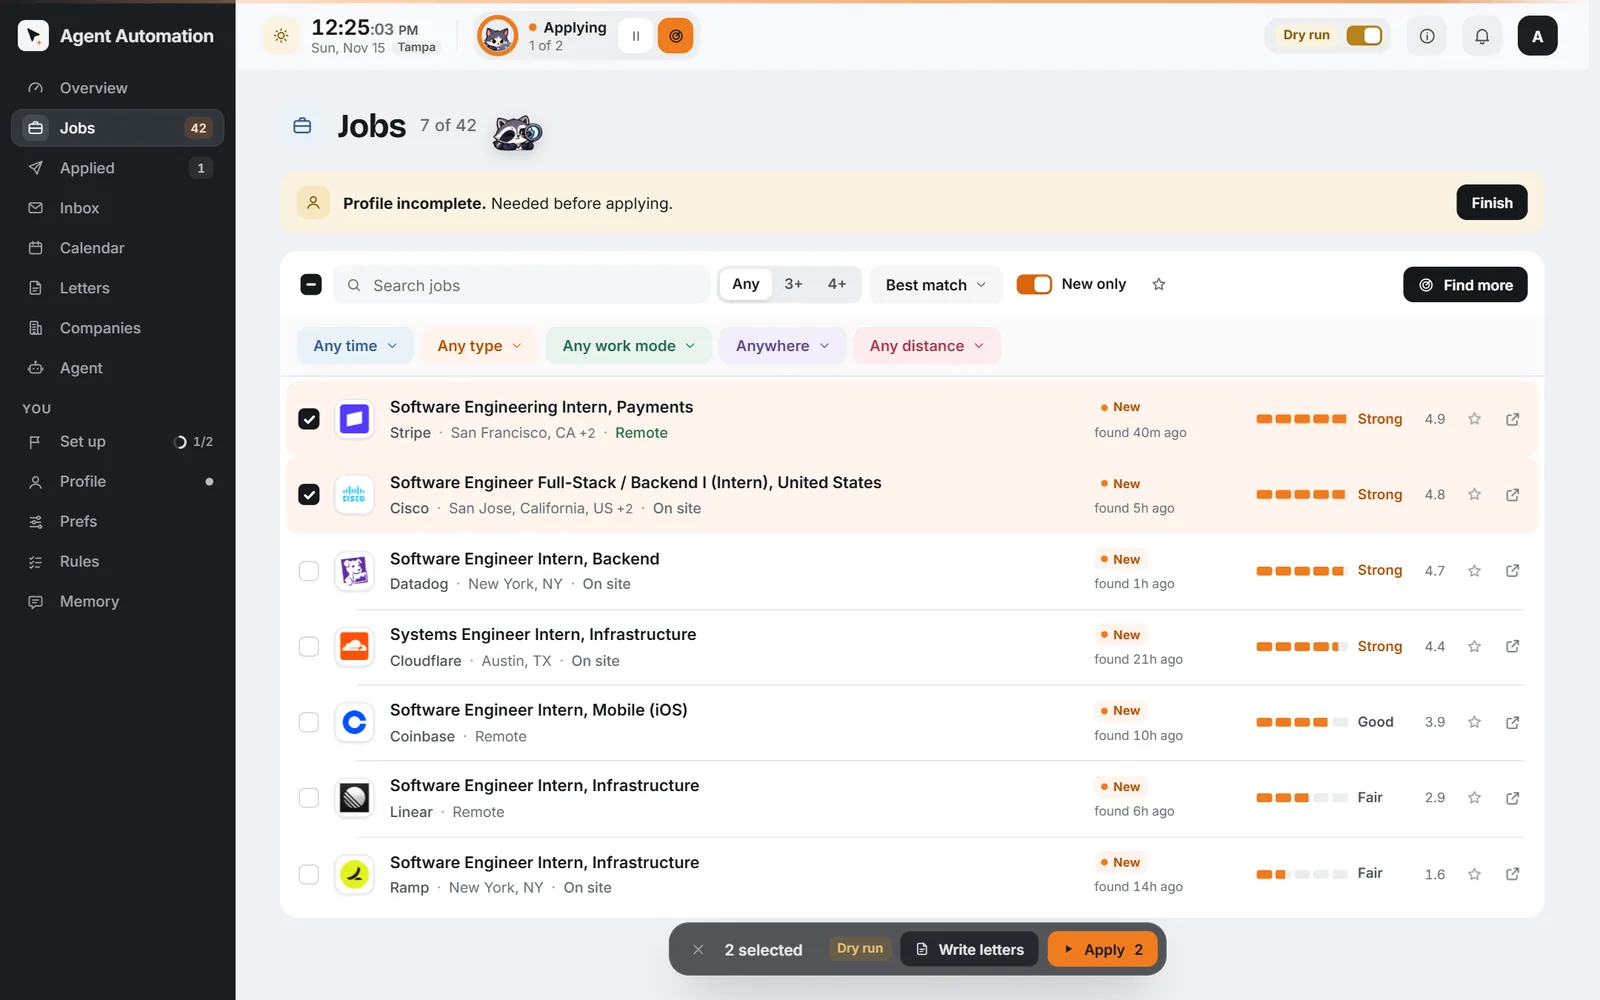 Agent Automation
Overview
Jobs 42
Applied 1
Inbox
Calendar
Letters
Companies
Agent
YOU
Set up 1/2
Profile
Prefs
Rules
Memory
12:25:03 PM
Sun, Nov 15 Tampa
Applying
1 of 2
Dry run
A
Jobs 7 of 42
Profile incomplete. Needed before applying.
Finish
Search jobs
Any 3+ 4+
Best match
New only
Find more
Any time
Any type
Any work mode
Anywhere
Any distance
Software Engineering Intern, Payments
Stripe · San Francisco, CA +2 · Remote
New
found 40m ago
Strong 4.9
CISCO
Software Engineer Full-Stack / Backend I (Intern), United States
Cisco · San Jose, California, US +2 · On site
New
found 5h ago
Strong 4.8
Software Engineer Intern, Backend
Datadog · New York, NY · On site
New
found 1h ago
Strong 4.7
Systems Engineer Intern, Infrastructure
Cloudflare · Austin, TX · On site
New
found 21h ago
Strong 4.4
Software Engineer Intern, Mobile (iOS)
Coinbase · Remote
New
found 10h ago
Good 3.9
Software Engineer Intern, Infrastructure
Linear · Remote
New
found 6h ago
Fair 2.9
Software Engineer Intern, Infrastructure
Ramp · New York, NY · On site
New
found 14h ago
Fair 1.6
2 selected
Dry run
Write letters
Apply 2